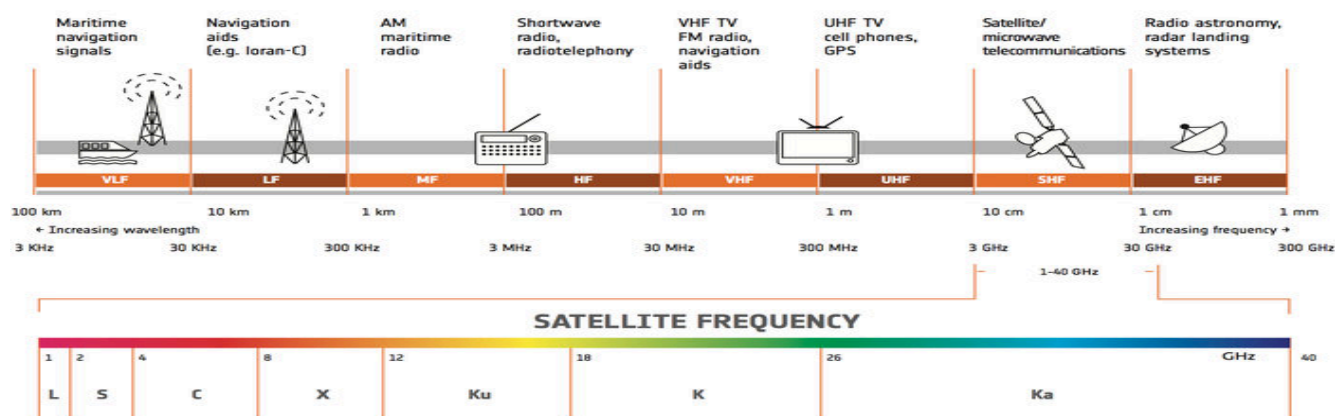 Maritime
navigation
signals
Navigation
aids
(e.g. loran-C)
AM
maritime
radio
Shortwave
radio,
radiotelephony
VHF TV
FM radio,
navigation
aids
UHF TV
cell phones,
GPS
Satellite/
microwave
telecommunications
Radio astronomy,
radar landing
systems
VLF LF MF HF VHF UHF SHF EHF
100 km 10 km 1 km 100 m 10 m 1 m 10 cm 1 cm 1 mm
← Increasing wavelength Increasing frequency →
3 KHz 30 KHz 300 KHz 3 MHz 30 MHz 300 MHz 3 GHz 30 GHz 300 GHz
1-40 GHz
SATELLITE FREQUENCY
1 2 4 8 12 18 26 GHz 40
L S C X Ku K Ka